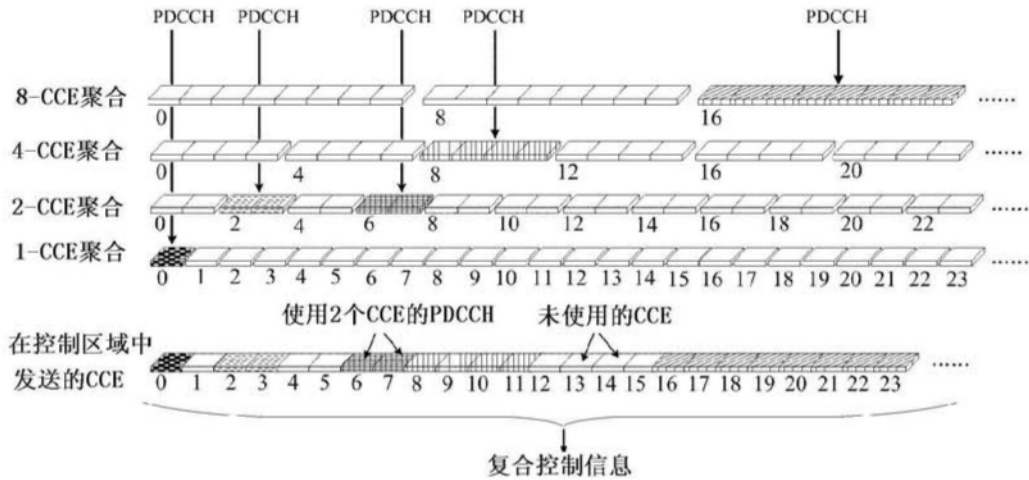 PDCCH PDCCH PDCCH PDCCH PDCCH
8-CCE聚合
0 8 16 ……
4-CCE聚合
0 4 8 12 16 20 ……
2-CCE聚合
0 2 4 6 8 10 12 14 16 18 20 22 ……
1-CCE聚合
0 1 2 3 4 5 6 7 8 9 10 11 12 13 14 15 16 17 18 19 20 21 22 23 ……
使用2个CCE的PDCCH 未使用的CCE
在控制区域中
发送的CCE
0 1 2 3 4 5 6 7 8 9 10 11 12 13 14 15 16 17 18 19 20 21 22 23 ……
复合控制信息